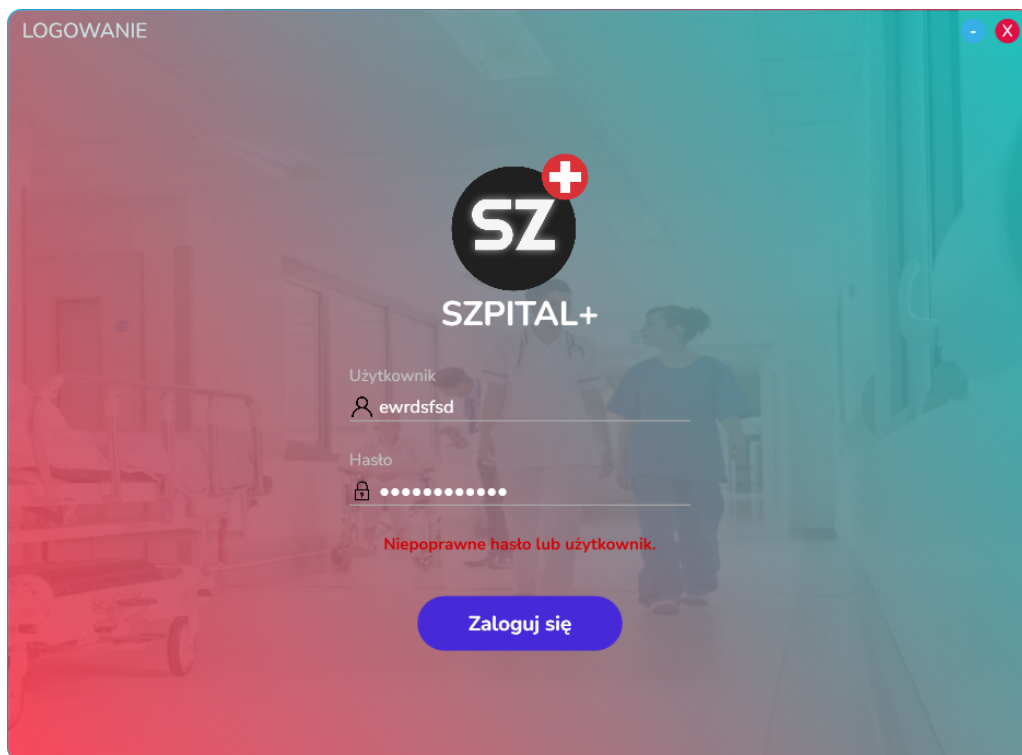 LOGOWANIE
- X
SZ
SZPITAL+
Użytkownik
ewrdsfsd
Hasło
••••••••••••
Niepoprawne hasło lub użytkownik.
Zaloguj się